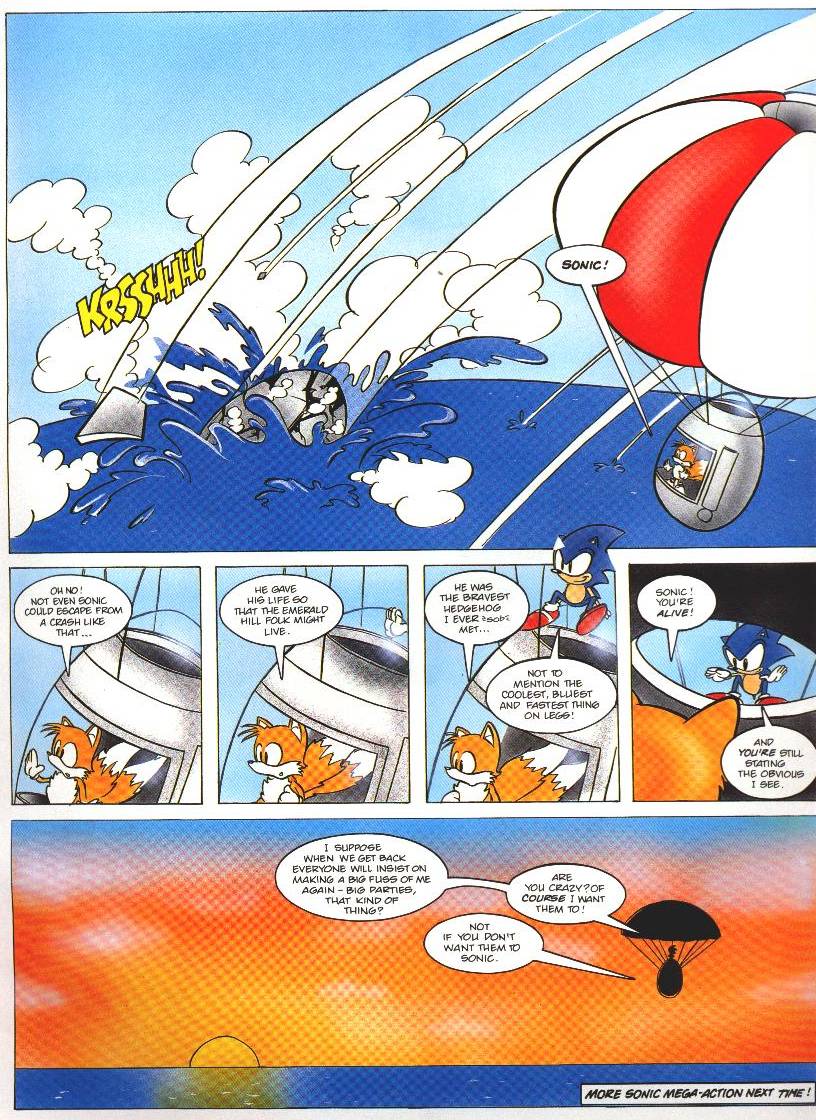 KRSSHHH!
SONIC!
OH NO!
NOT EVEN SONIC
COULD ESCAPE FROM
A CRASH LIKE
THAT...
HE GAVE
HIS LIFE SO
THAT THE EMERALD
HILL FOLK MIGHT
LIVE.
HE WAS
THE BRAVEST
HEDGEHOG
I EVER *SOB*
MET...
NOT TO
MENTION THE
COOLEST, BLUEST
AND FASTEST THING
ON LEGS!
SONIC!
YOU'RE
ALIVE!
AND
YOU'RE STILL
STATING
THE OBVIOUS
I SEE.
I SUPPOSE
WHEN WE GET BACK
EVERYONE WILL INSIST ON
MAKING A BIG FUSS OF ME
AGAIN - BIG PARTIES,
THAT KIND OF
THING?
NOT
IF YOU DON'T
WANT THEM TO
SONIC.
ARE
YOU CRAZY? OF
COURSE I WANT
THEM TO!
MORE SONIC MEGA-ACTION NEXT TIME!